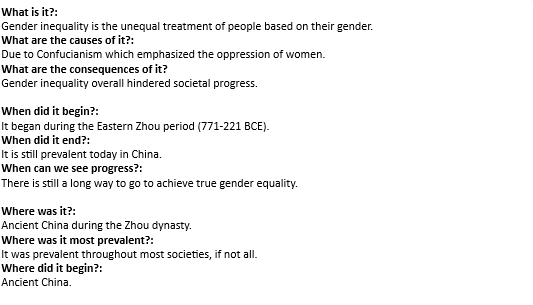 What is it?:
Gender inequality is the unequal treatment of people based on their gender.
What are the causes of it?:
Due to Confucianism which emphasized the oppression of women.
What are the consequences of it?
Gender inequality overall hindered societal progress.
When did it begin?:
It began during the Eastern Zhou period (771-221 BCE).
When did it end?:
It is still prevalent today in China.
When can we see progress?:
There is still a long way to go to achieve true gender equality.
Where was it?:
Ancient China during the Zhou dynasty.
Where was it most prevalent?:
It was prevalent throughout most societies, if not all.
Where did it begin?:
Ancient China.